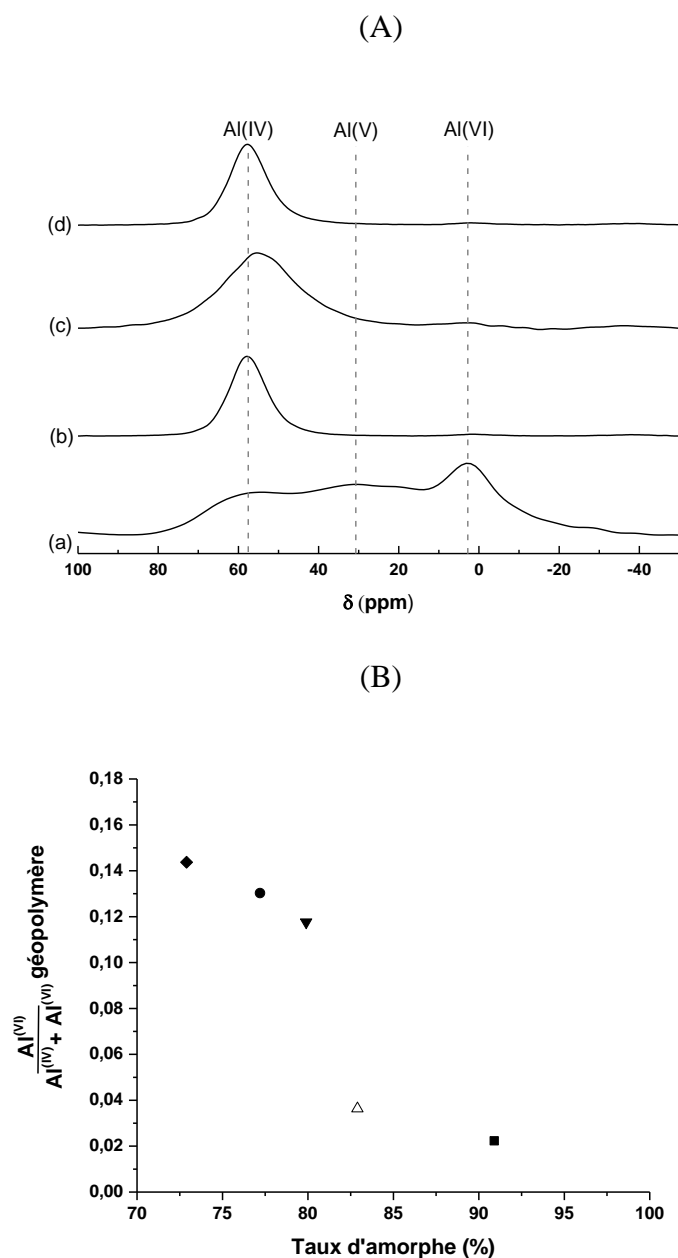 (A)
Al(IV) Al(V) Al(VI)
(d)
(c)
(b)
(a)
100 80 60 40 20 0 -20 -40
δ (ppm)
(B)
0,18
0,16
0,14
0,12
0,10
0,08
0,06
0,04
0,02
0,00
Al(VI)
Al(IV)+ Al(VI) géopolymère
70 75 80 85 90 95 100
Taux d'amorphe (%)